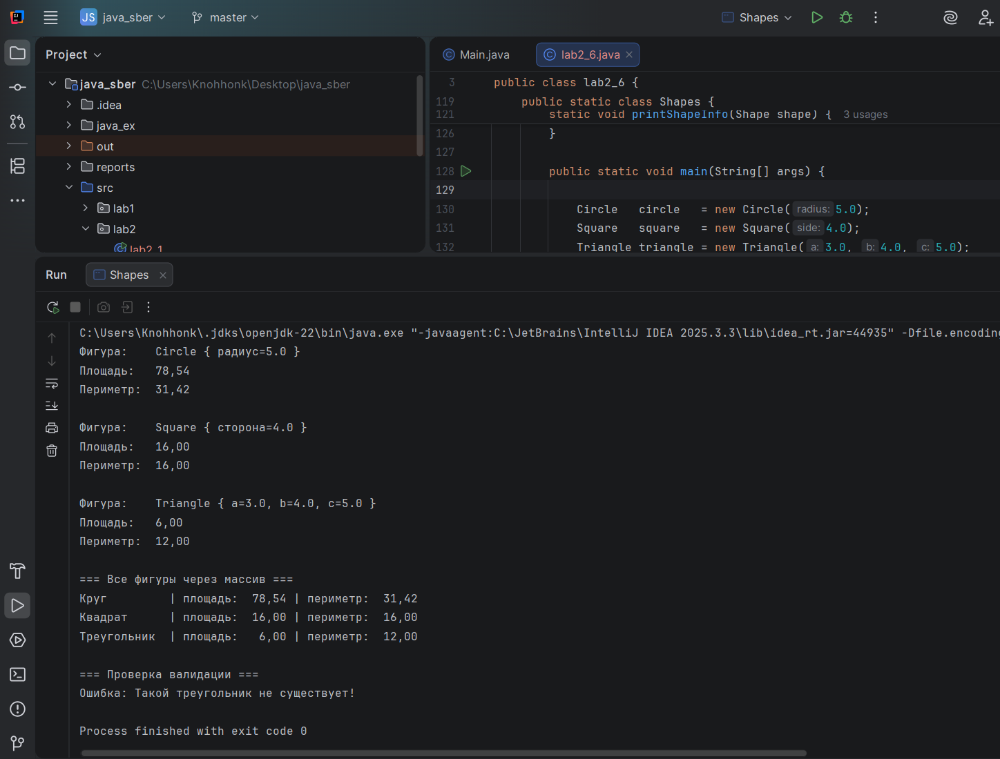 JS java_sber master Shapes
Project
java_sber C:\Users\Knohhonk\Desktop\java_sber
.idea
java_ex
out
reports
src
lab1
lab2
lab2_1
Main.java lab2_6.java
3 public class lab2_6 {
119 public static class Shapes {
121 static void printShapeInfo(Shape shape) { 3 usages
126 }
127
128 public static void main(String[] args) {
129
130 Circle circle = new Circle( radius: 5.0);
131 Square square = new Square( side: 4.0);
132 Triangle triangle = new Triangle( a: 3.0, b: 4.0, c: 5.0);
Run Shapes
C:\Users\Knohhonk\.jdks\openjdk-22\bin\java.exe "-javaagent:C:\JetBrains\IntelliJ IDEA 2025.3.3\lib\idea_rt.jar=44935" -Dfile.encoding
Фигура: Circle { радиус=5.0 }
Площадь: 78,54
Периметр: 31,42
Фигура: Square { сторона=4.0 }
Площадь: 16,00
Периметр: 16,00
Фигура: Triangle { a=3.0, b=4.0, c=5.0 }
Площадь: 6,00
Периметр: 12,00
=== Все фигуры через массив ===
Круг | площадь: 78,54 | периметр: 31,42
Квадрат | площадь: 16,00 | периметр: 16,00
Треугольник | площадь: 6,00 | периметр: 12,00
=== Проверка валидации ===
Ошибка: Такой треугольник не существует!
Process finished with exit code 0